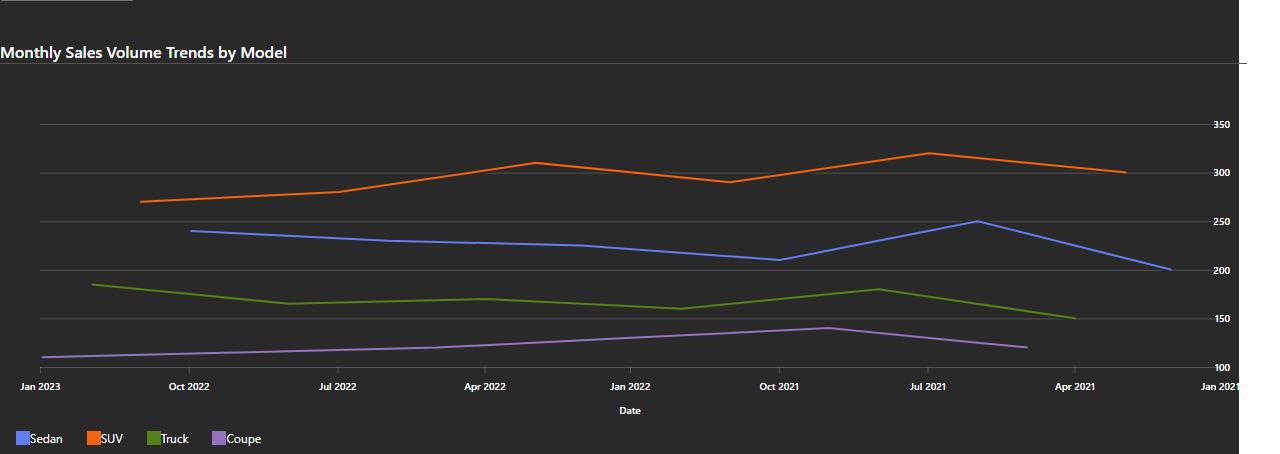 Monthly Sales Volume Trends by Model
350
300
250
200
150
100
Jan 2023 Oct 2022 Jul 2022 Apr 2022 Jan 2022 Oct 2021 Jul 2021 Apr 2021 Jan 2021
Date
Sedan SUV Truck Coupe